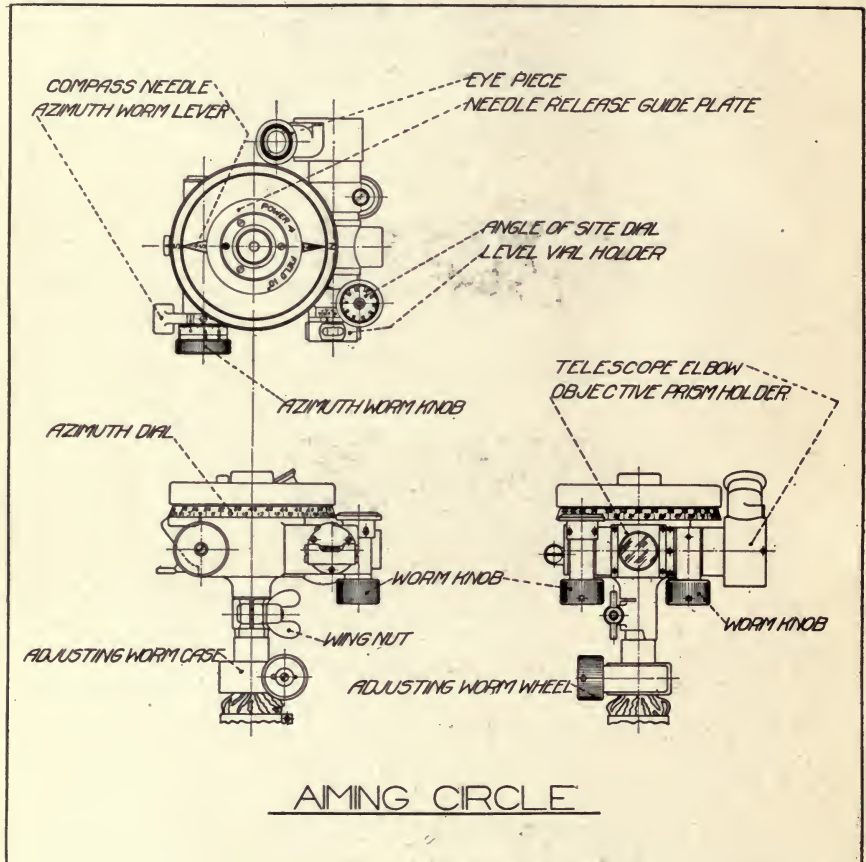 COMPASS NEEDLE
AZIMUTH WORM LEVER
EYE PIECE
NEEDLE RELEASE GUIDE PLATE
POWER 4
FIELD 10°
S
N
ANGLE OF SITE DIAL
LEVEL VIAL HOLDER
AZIMUTH WORM KNOB
TELESCOPE ELBOW
OBJECTIVE PRISM HOLDER
AZIMUTH DIAL
WORM KNOB
WING NUT
WORM KNOB
ADJUSTING WORM CASE
ADJUSTING WORM WHEEL
AIMING CIRCLE